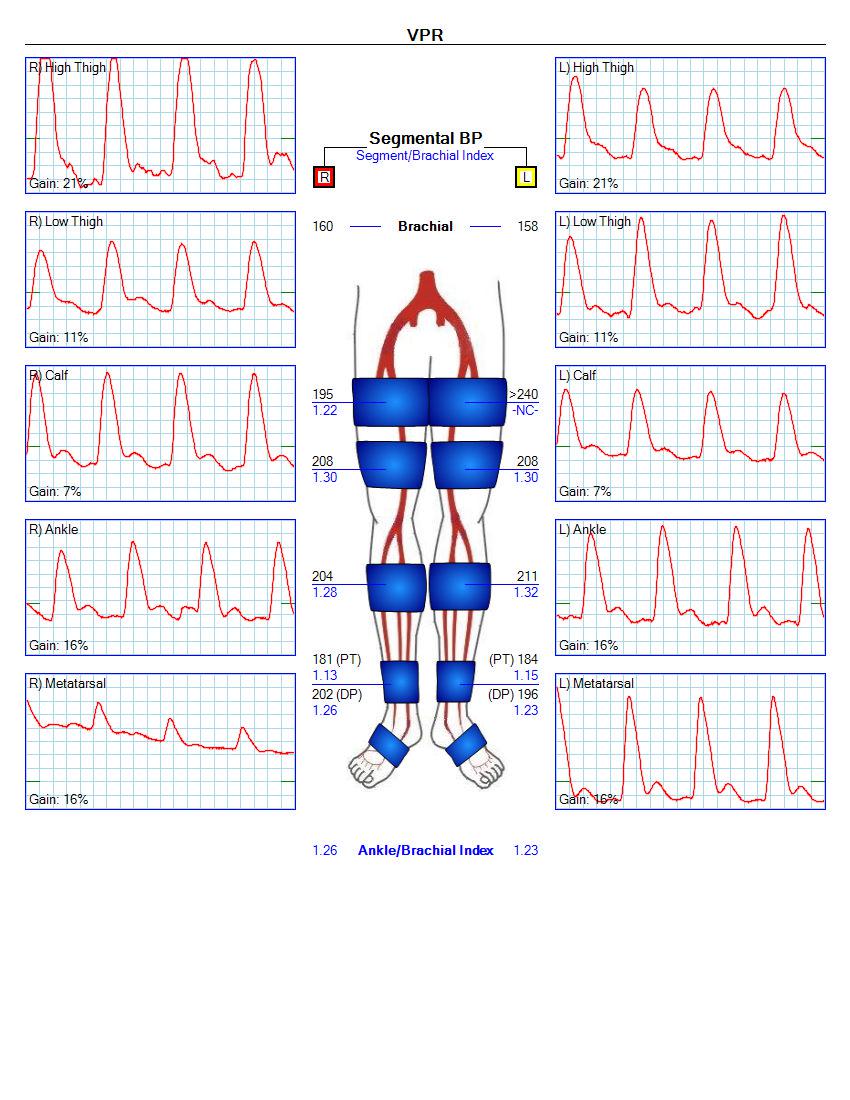 VPR
R) High Thigh
Gain: 21%
R) Low Thigh
Gain: 11%
R) Calf
Gain: 7%
R) Ankle
Gain: 16%
R) Metatarsal
Gain: 16%
Segmental BP
Segment/Brachial Index
R L
160 Brachial 158
195 >240
1.22 -NC-
208 208
1.30 1.30
204 211
1.28 1.32
181 (PT) (PT) 184
1.13 1.15
202 (DP) (DP) 196
1.26 1.23
1.26 Ankle/Brachial Index 1.23
L) High Thigh
Gain: 21%
L) Low Thigh
Gain: 11%
L) Calf
Gain: 7%
L) Ankle
Gain: 16%
L) Metatarsal
Gain: 16%